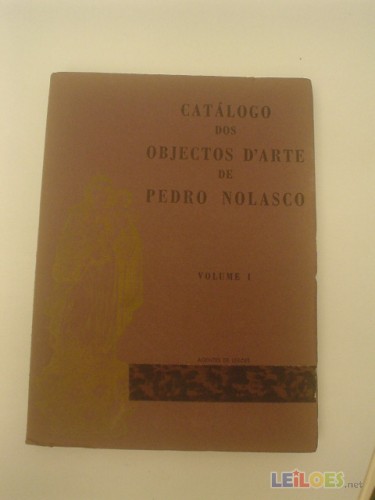 CATÁLOGO
DOS
OBJECTOS D'ARTE
DE
PEDRO NOLASCO
VOLUME I
LEiLOES.net